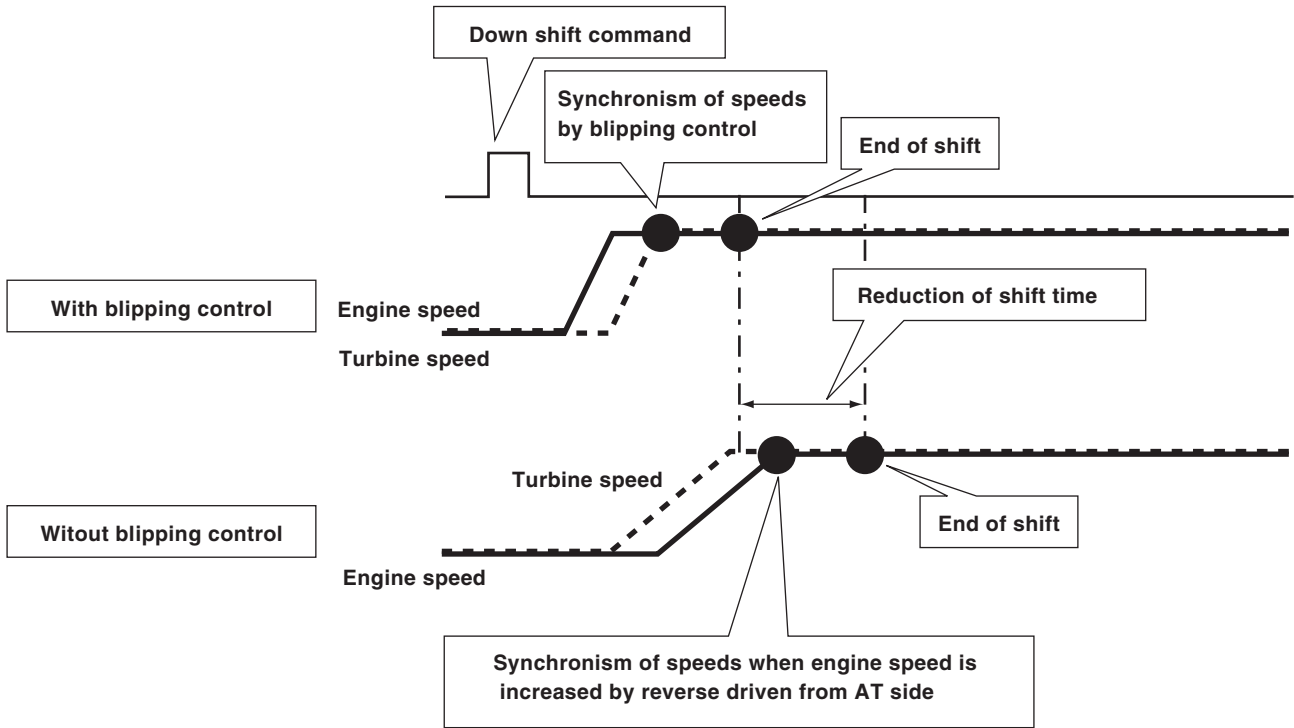 Down shift command
Synchronism of speeds
by blipping control
End of shift
With blipping control
Engine speed
Turbine speed
Reduction of shift time
Turbine speed
Witout blipping control
Engine speed
End of shift
Synchronism of speeds when engine speed is
increased by reverse driven from AT side